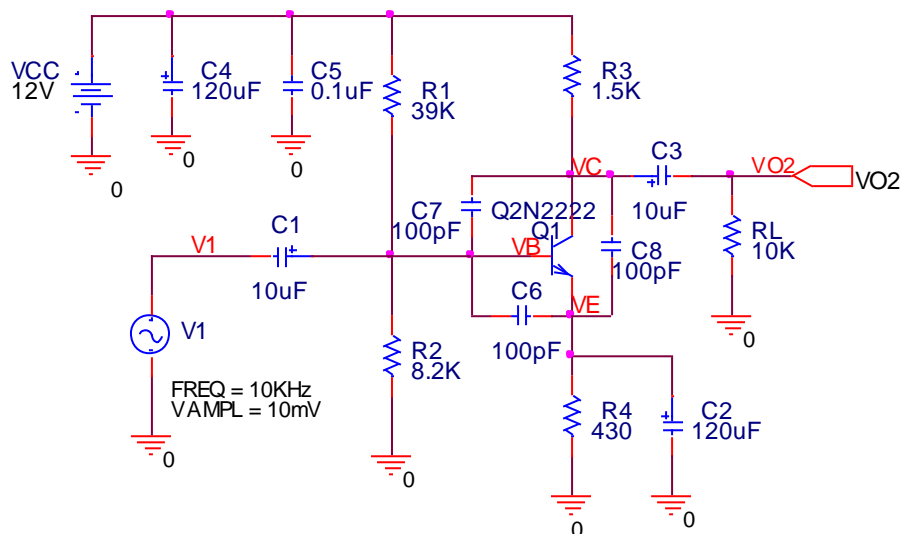 VCC
12V
C4
120uF
C5
0.1uF
R1
39K
R3
1.5K
0
0
0
VC
C3
VO2
VO2
C7
100pF
Q2N2222
Q1
10uF
RL
10K
C8
100pF
V1
C1
VB
10uF
C6
VE
100pF
0
V1
R2
8.2K
FREQ = 10KHz
VAMPL = 10mV
R4
430
C2
120uF
0
0
0
0